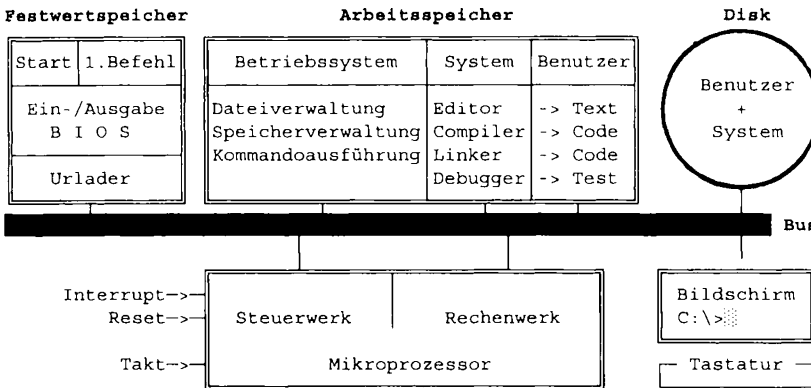 Festwertspeicher Arbeitsspeicher Disk
Start 1.Befehl Betriebssystem System Benutzer
Ein-/Ausgabe Dateiverwaltung Editor -> Text Benutzer
B I O S Speicherverwaltung Compiler -> Code +
Kommandoausführung Linker -> Code System
Urlader Debugger -> Test
Bus
Interrupt-> Bildschirm
Reset-> Steuerwerk Rechenwerk C:\>
Takt-> Mikroprozessor Tastatur